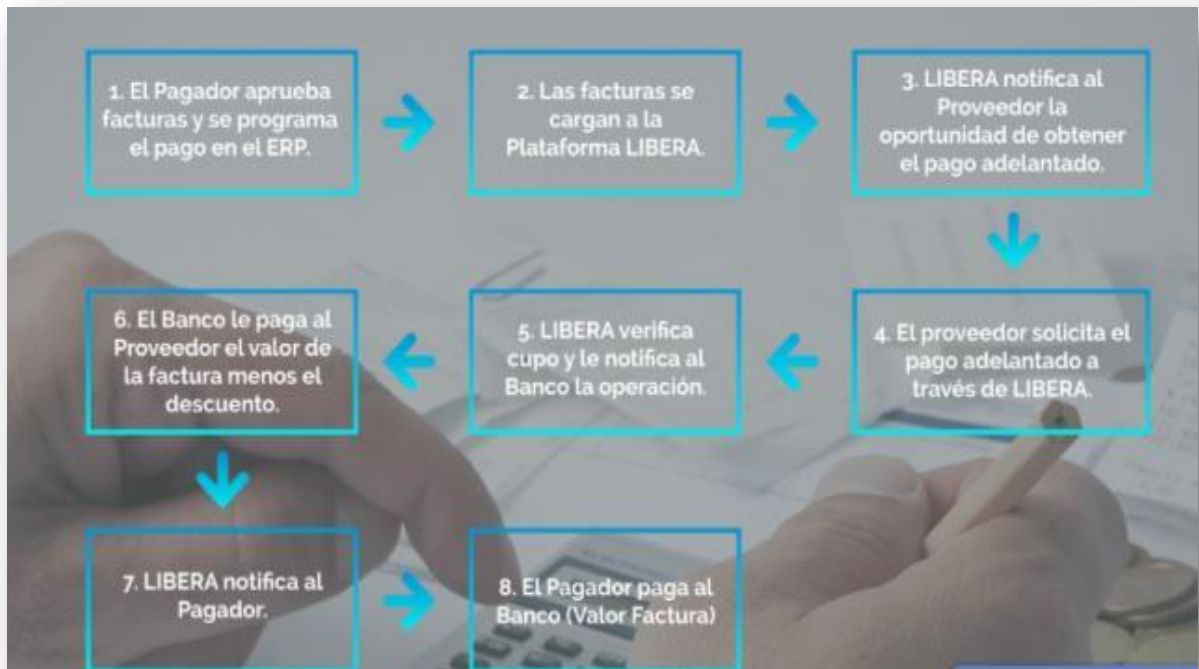 1. El Pagador aprueba
facturas y se programa
el pago en el ERP.
2. Las facturas se
cargan a la
Plataforma LIBERA.
3. LIBERA notifica al
Proveedor la
oportunidad de obtener
el pago adelantado.
4. El proveedor solicita el
pago adelantado a
través de LIBERA.
5. LIBERA verifica
cupo y le notifica al
Banco la operación.
6. El Banco le paga al
Proveedor el valor de
la factura menos el
descuento.
7. LIBERA notifica al
Pagador.
8. El Pagador paga al
Banco (Valor Factura)